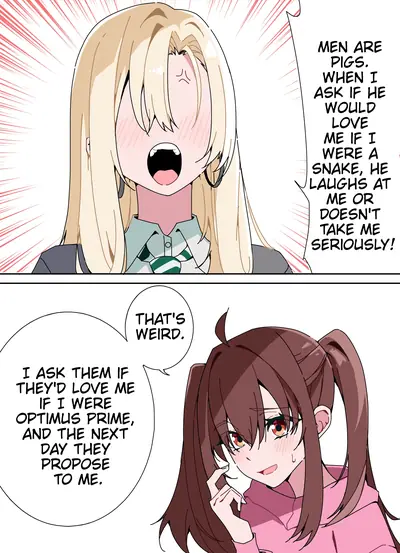 MEN ARE
PIGS.
WHEN I
ASK IF HE
WOULD
LOVE
ME IF I
WERE A
SNAKE, HE
LAUGHS AT
ME OR
DOESN'T
TAKE ME
SERIOUSLY!
THAT'S
WEIRD.
I ASK THEM IF
THEY'D LOVE ME
IF I WERE
OPTIMUS PRIME,
AND THE NEXT
DAY THEY
PROPOSE
TO ME.